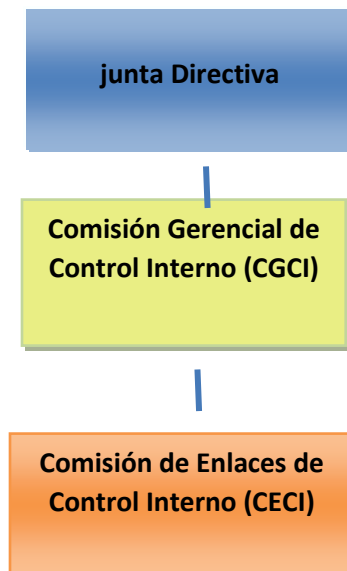 junta Directiva
Comisión Gerencial de
Control Interno (CGCI)
Comisión de Enlaces de
Control Interno (CECI)